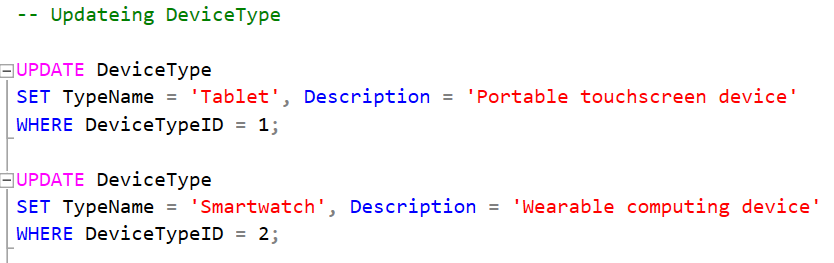 -- Updateing DeviceType
UPDATE DeviceType
SET TypeName = 'Tablet', Description = 'Portable touchscreen device'
WHERE DeviceTypeID = 1;
UPDATE DeviceType
SET TypeName = 'Smartwatch', Description = 'Wearable computing device'
WHERE DeviceTypeID = 2;